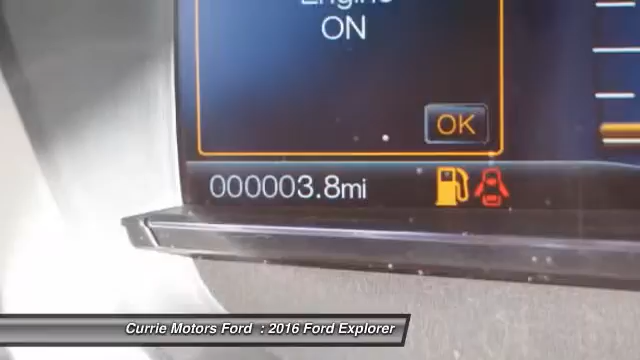 Engine
ON
OK
000003.8mi
Currie Motors Ford : 2016 Ford Explorer